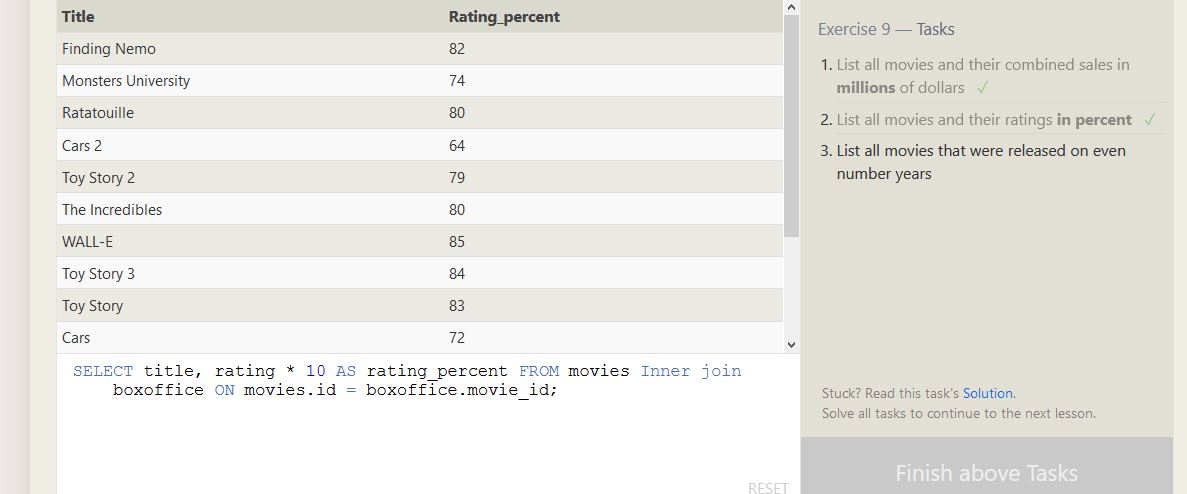 Title Rating_percent
Finding Nemo 82
Monsters University 74
Ratatouille 80
Cars 2 64
Toy Story 2 79
The Incredibles 80
WALL-E 85
Toy Story 3 84
Toy Story 83
Cars 72
SELECT title, rating * 10 AS rating_percent FROM movies Inner join
boxoffice ON movies.id = boxoffice.movie_id;
RESET
Exercise 9 — Tasks
1. List all movies and their combined sales in
millions of dollars ✓
2. List all movies and their ratings in percent ✓
3. List all movies that were released on even
number years
Stuck? Read this task's Solution.
Solve all tasks to continue to the next lesson.
Finish above Tasks